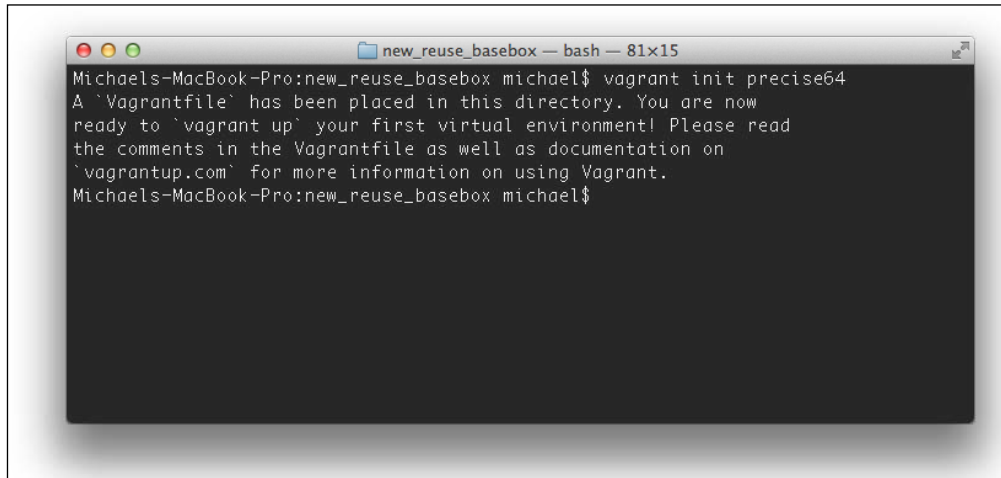 new_reuse_basebox — bash — 81×15
Michaels-MacBook-Pro:new_reuse_basebox michael$ vagrant init precise64
A `Vagrantfile` has been placed in this directory. You are now
ready to `vagrant up` your first virtual environment! Please read
the comments in the Vagrantfile as well as documentation on
`vagrantup.com` for more information on using Vagrant.
Michaels-MacBook-Pro:new_reuse_basebox michael$